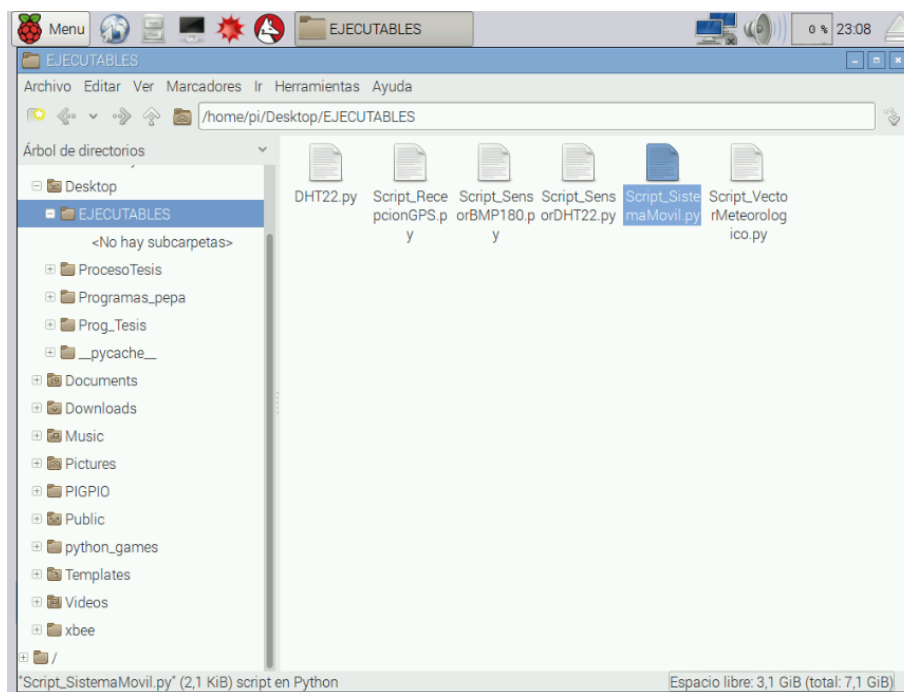 Menu
EJECUTABLES
0 %
23:08
EJECUTABLES
Archivo Editar Ver Marcadores Ir Herramientas Ayuda
/home/pi/Desktop/EJECUTABLES
Árbol de directorios
Desktop
EJECUTABLES
<No hay subcarpetas>
ProcesoTesis
Programas_pepa
Prog_Tesis
__pycache__
Documents
Downloads
Music
Pictures
PIGPIO
Public
python_games
Templates
Videos
xbee
/
DHT22.py
Script_Rece
pcionGPS.p
y
Script_Sens
orBMP180.p
y
Script_Sens
orDHT22.py
Script_Siste
maMovil.py
Script_Vecto
rMeteorolog
ico.py
"Script_SistemaMovil.py" (2,1 KiB) script en Python
Espacio libre: 3,1 GiB (total: 7,1 GiB)